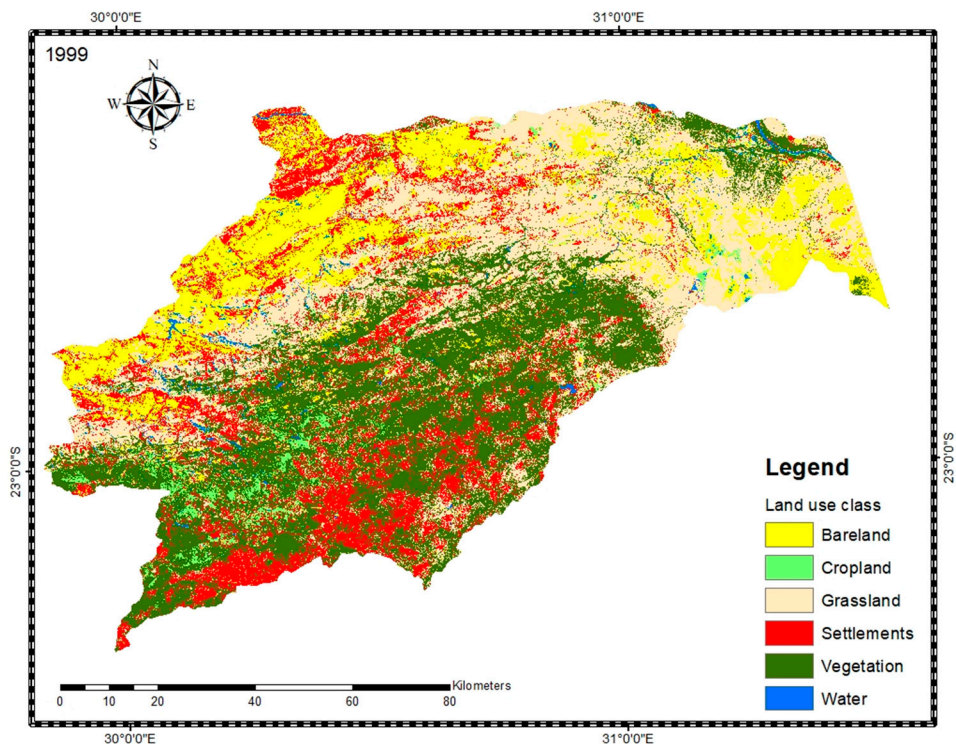 30°0'0"E 31°0'0"E
1999
N
W E
S
23°0'0"S 23°0'0"S
Legend
Land use class
Bareland
Cropland
Grassland
Settlements
Vegetation
Water
Kilometers
0 10 20 40 60 80
30°0'0"E 31°0'0"E